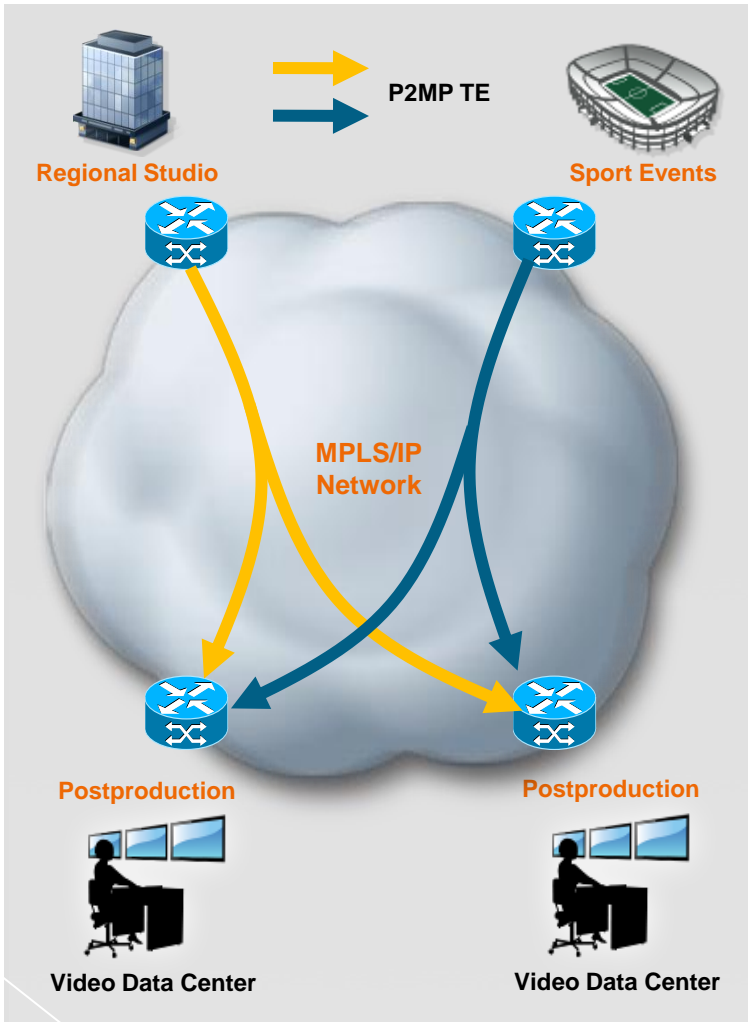 P2MP TE
Regional Studio
Sport Events
MPLS/IP
Network
Postproduction
Postproduction
Video Data Center
Video Data Center